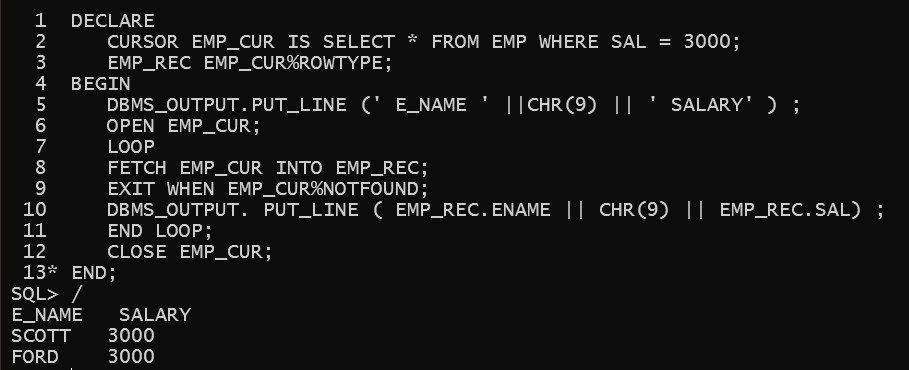 1 DECLARE
2 CURSOR EMP_CUR IS SELECT * FROM EMP WHERE SAL = 3000;
3 EMP_REC EMP_CUR%ROWTYPE;
4 BEGIN
5 DBMS_OUTPUT.PUT_LINE (' E_NAME ' ||CHR(9) || ' SALARY' ) ;
6 OPEN EMP_CUR;
7 LOOP
8 FETCH EMP_CUR INTO EMP_REC;
9 EXIT WHEN EMP_CUR%NOTFOUND;
10 DBMS_OUTPUT. PUT_LINE ( EMP_REC.ENAME || CHR(9) || EMP_REC.SAL) ;
11 END LOOP;
12 CLOSE EMP_CUR;
13* END;
SQL> /
E_NAME SALARY
SCOTT 3000
FORD 3000